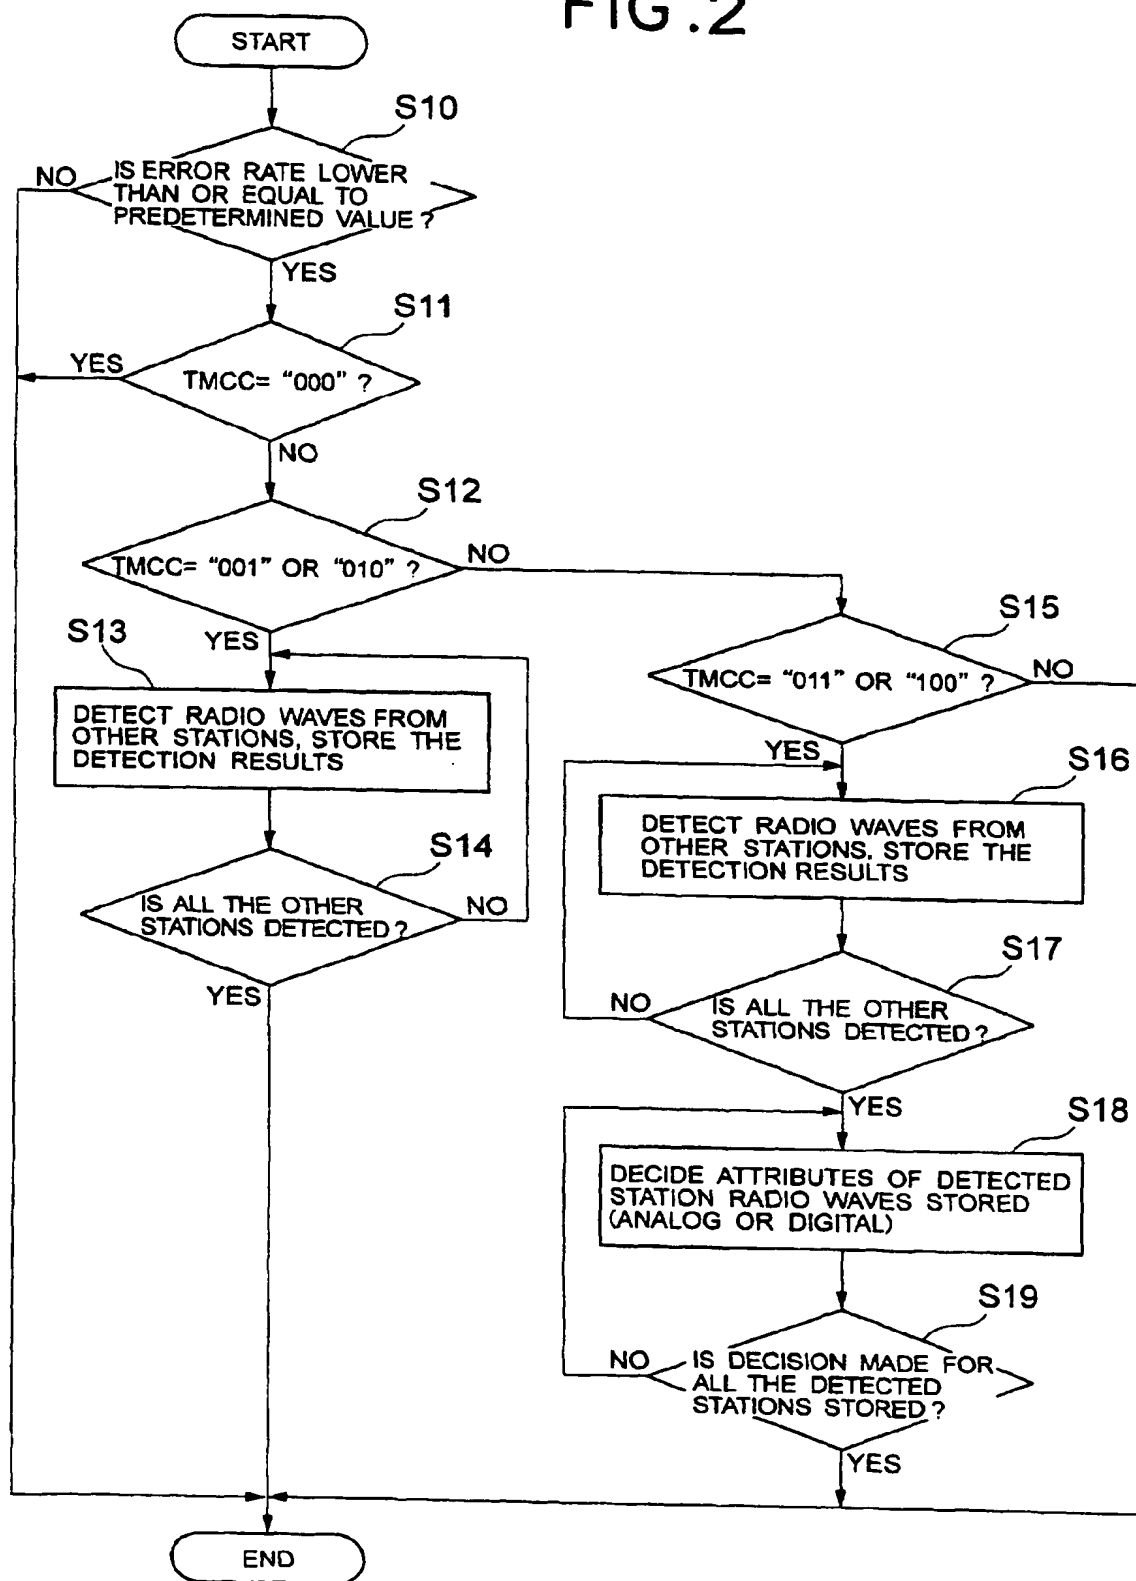 FIG.2
START
S10
IS ERROR RATE LOWER
THAN OR EQUAL TO
PREDETERMINED VALUE?
NO
YES
S11
TMCC= "000" ?
YES
NO
S12
TMCC= "001" OR "010" ?
NO
YES
S13
DETECT RADIO WAVES FROM
OTHER STATIONS, STORE THE
DETECTION RESULTS
S14
IS ALL THE OTHER
STATIONS DETECTED?
NO
YES
S15
TMCC= "011" OR "100" ?
NO
YES
S16
DETECT RADIO WAVES FROM
OTHER STATIONS, STORE THE
DETECTION RESULTS
S17
IS ALL THE OTHER
STATIONS DETECTED?
NO
YES
S18
DECIDE ATTRIBUTES OF DETECTED
STATION RADIO WAVES STORED
(ANALOG OR DIGITAL)
S19
IS DECISION MADE FOR
ALL THE DETECTED
STATIONS STORED?
NO
YES
END